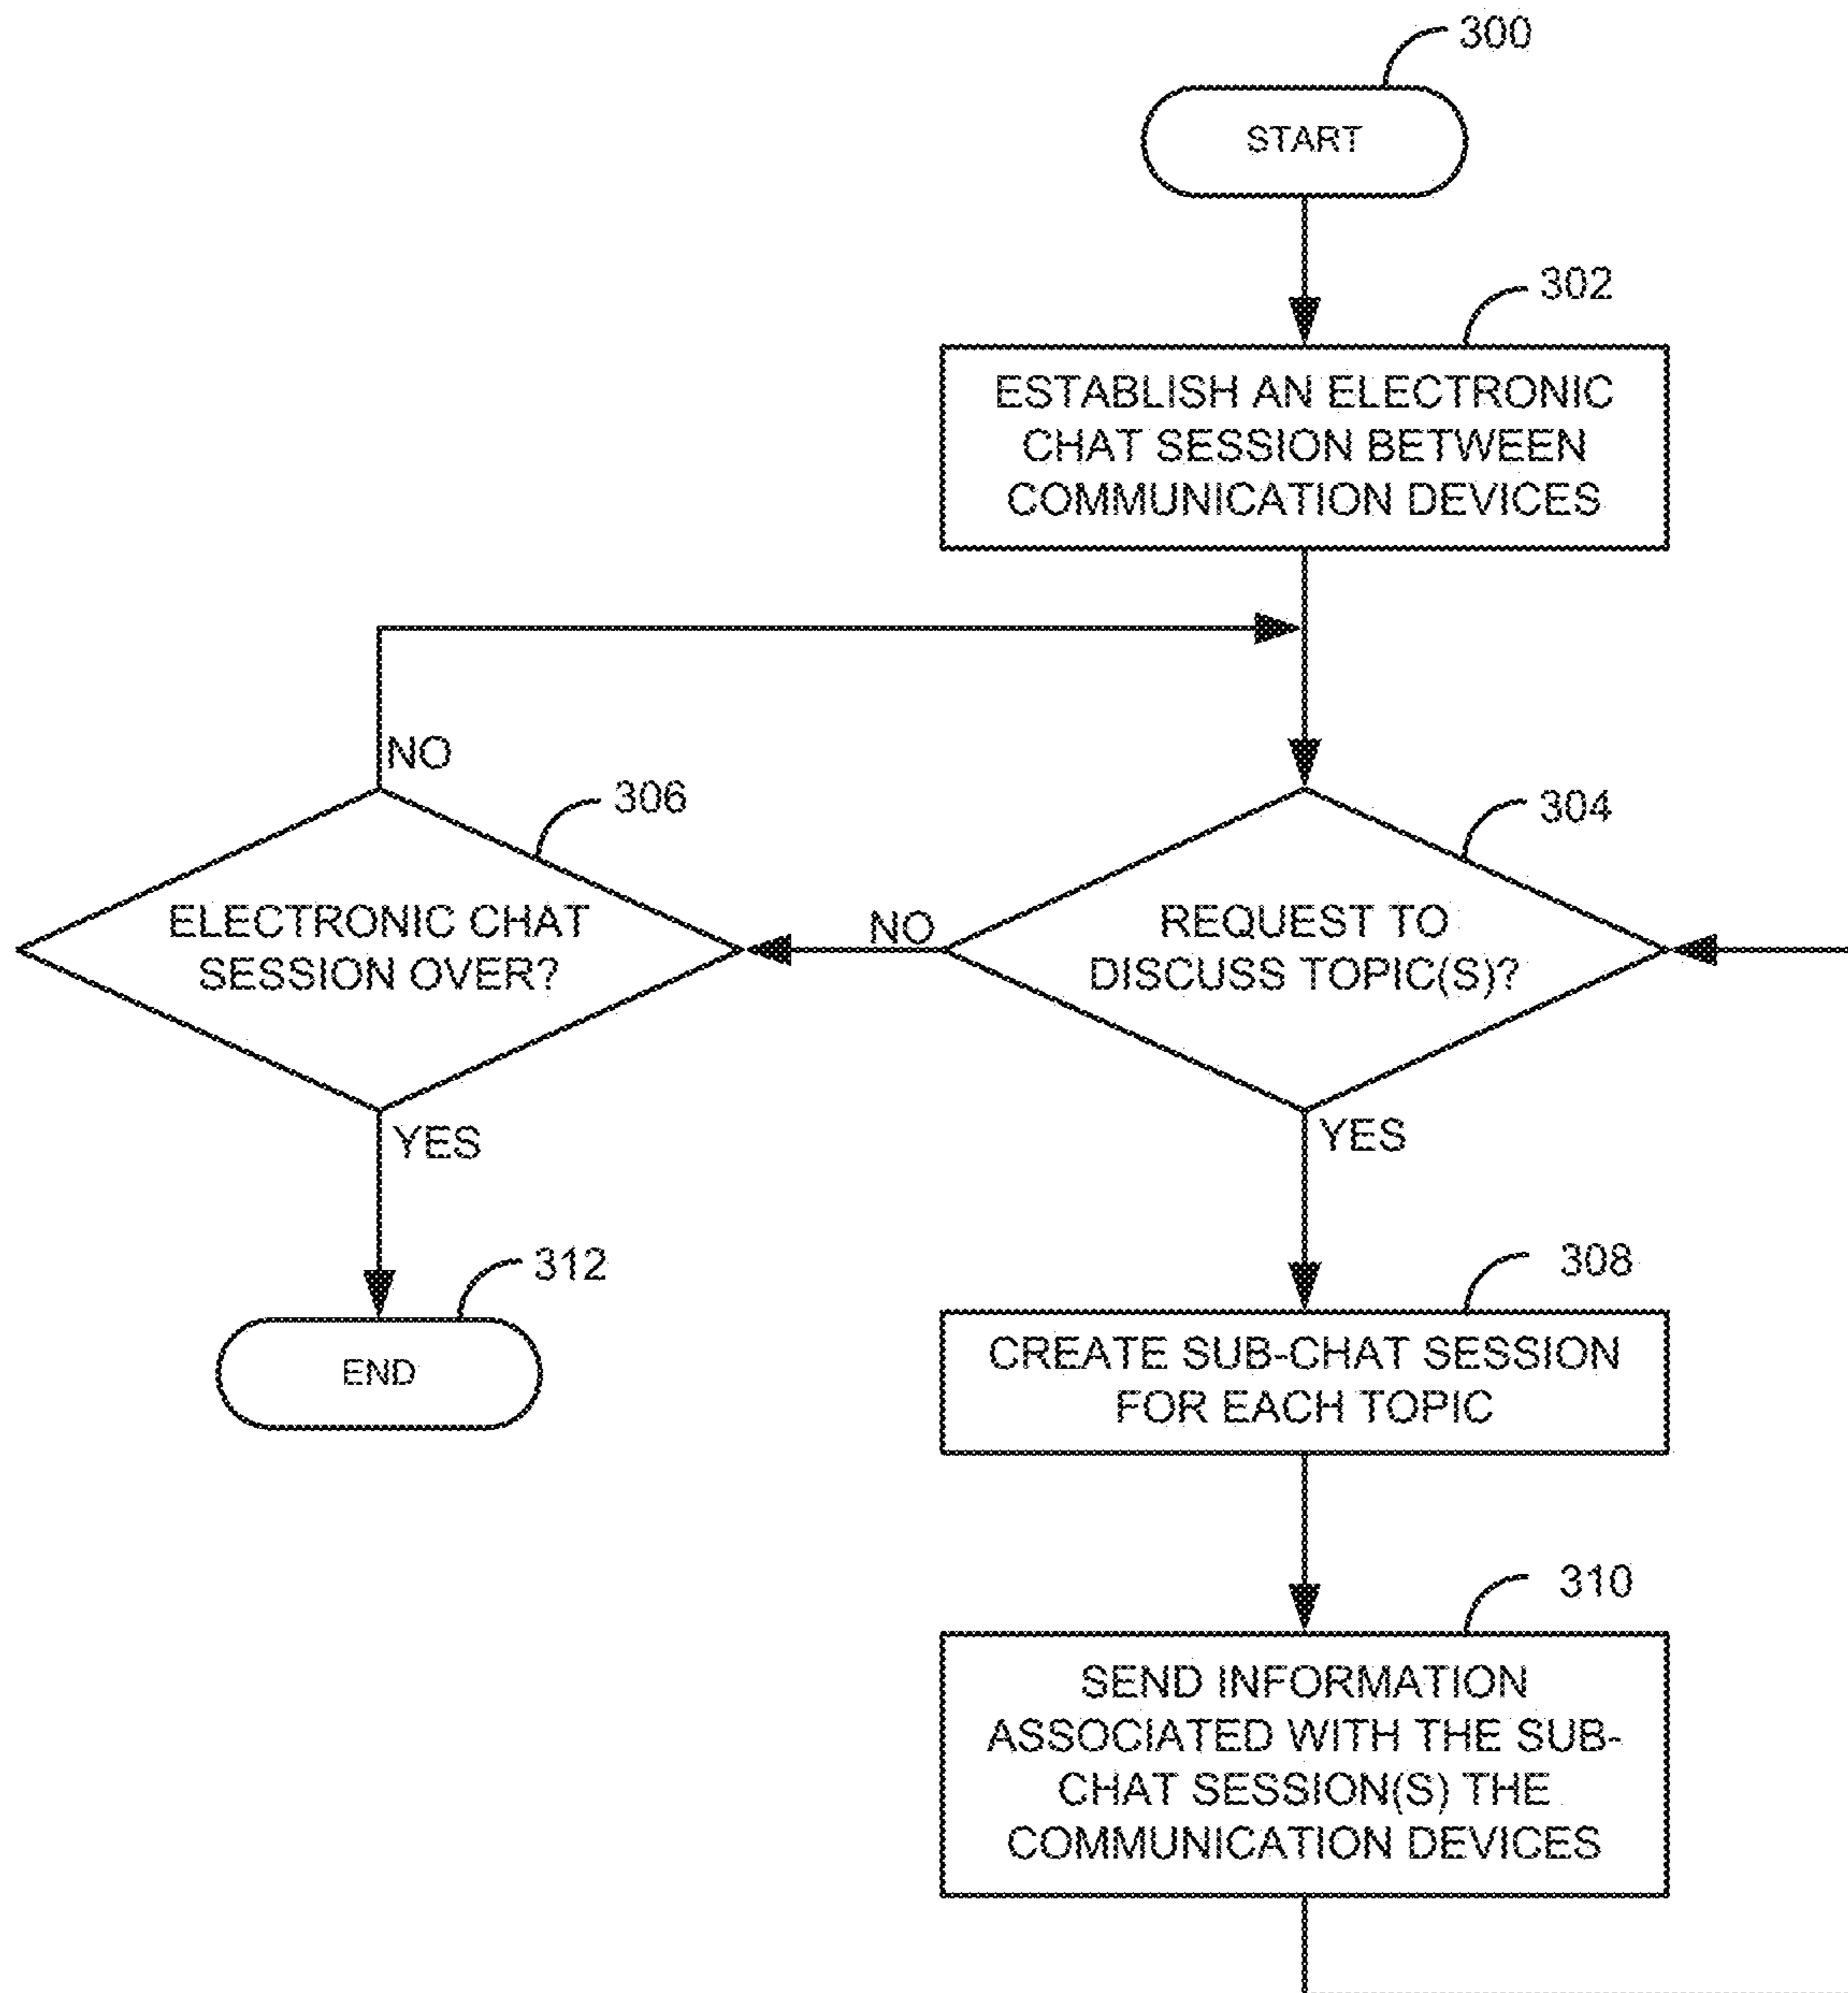 300
START
302
ESTABLISH AN ELECTRONIC
CHAT SESSION BETWEEN
COMMUNICATION DEVICES
NO
306
304
ELECTRONIC CHAT
SESSION OVER?
NO
REQUEST TO
DISCUSS TOPIC(S)?
YES
YES
312
END
308
CREATE SUB-CHAT SESSION
FOR EACH TOPIC
310
SEND INFORMATION
ASSOCIATED WITH THE SUB-
CHAT SESSION(S) THE
COMMUNICATION DEVICES